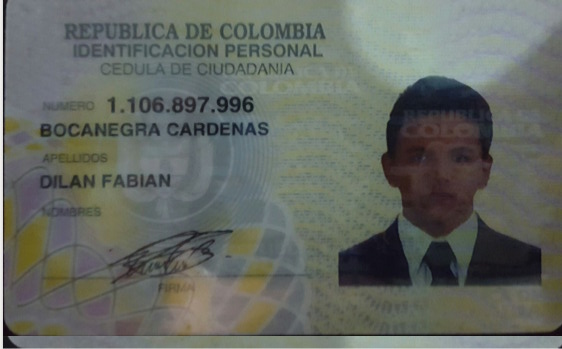 REPUBLICA DE COLOMBIA
IDENTIFICACION PERSONAL
CEDULA DE CIUDADANIA
NUMERO 1.106.897.996
BOCANEGRA CARDENAS
APELLIDOS
DILAN FABIAN
NOMBRES
FIRMA
COLOMBIA
REPUBLICA DE
COLOMBIA